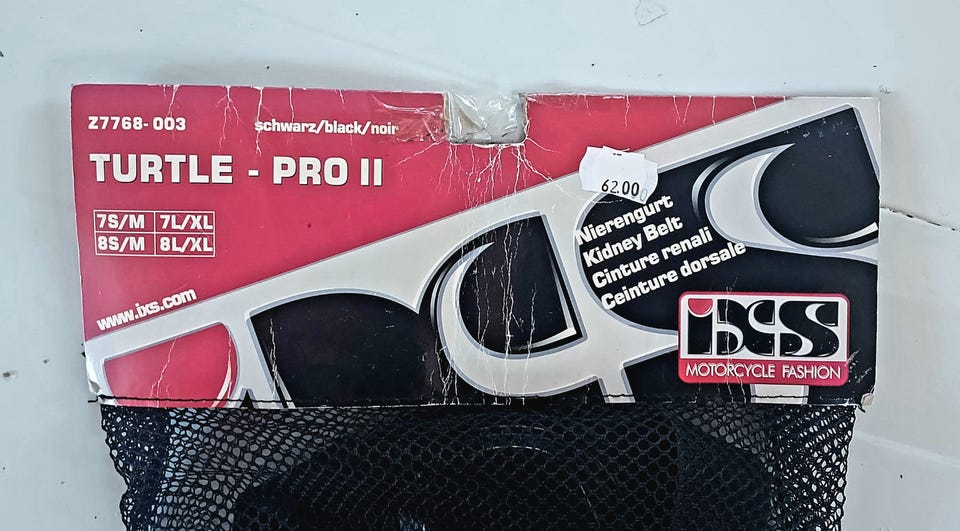 Z7768-003
schwarz/black/noir
TURTLE - PRO II
7S/M 7L/XL
8S/M 8L/XL
www.ixs.com
62.00
Nierengurt
Kidney Belt
Cinture renali
Ceinture dorsale
iXS
MOTORCYCLE FASHION